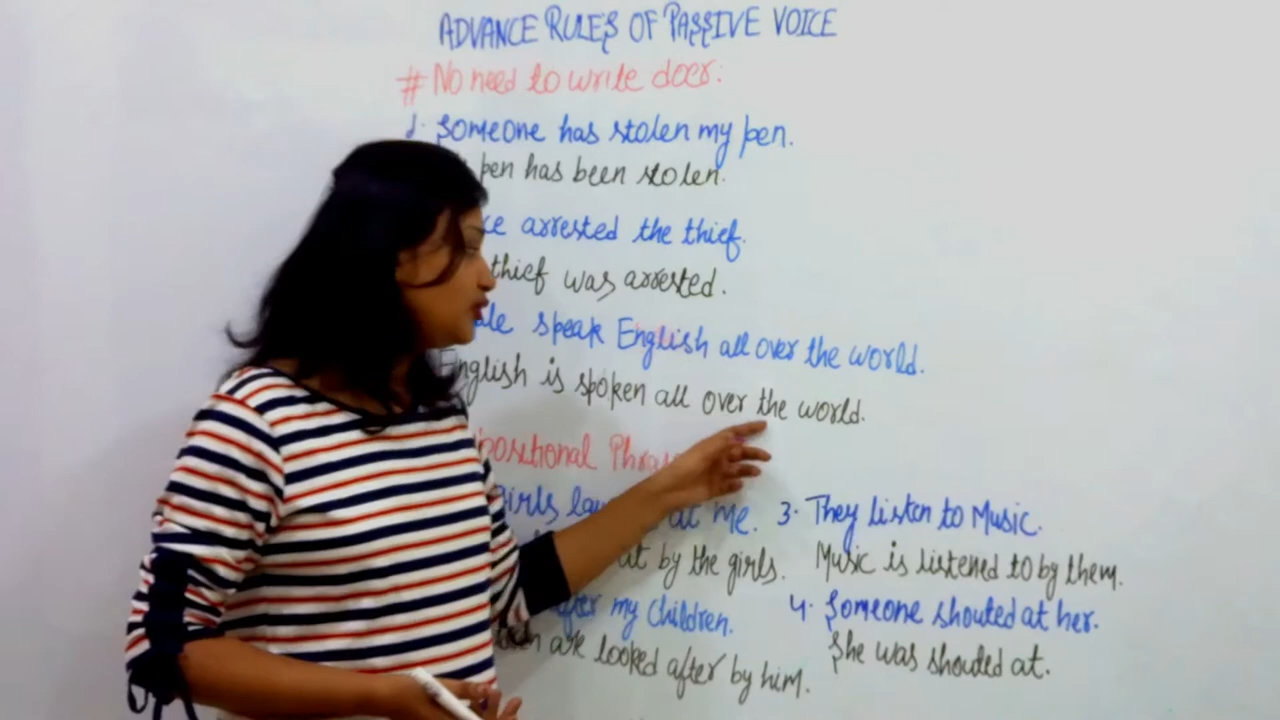 ADVANCE RULES OF PASSIVE VOICE
# No need to write doer:
1. Someone has stolen my pen.
pen has been stolen.
arrested the thief.
thief was arrested.
speak English all over the world.
English is spoken all over the world.
girls at me.
at by the girls.
after my children.
are looked after by him.
3. They listen to Music.
Music is listened to by them.
4. Someone shouted at her.
She was shouted at.